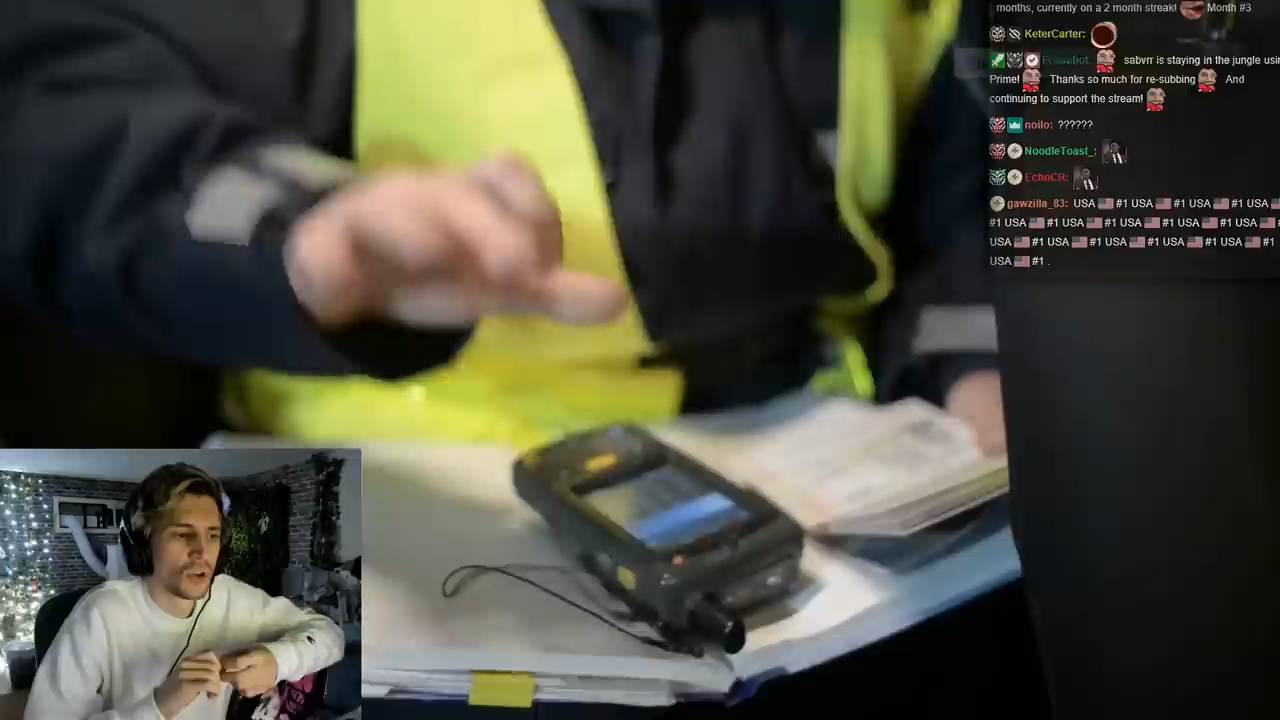 months, currently on a 2 month streak! Month #3
KeterCarter:
Fossabot: sabvrr is staying in the jungle usin
Prime! Thanks so much for re-subbing And
continuing to support the stream!
noilo: ??????
NoodleToast_:
EchoCR:
gawzilla_83: USA #1 USA #1 USA #1 USA
#1 USA #1 USA #1 USA #1 USA #1 USA
USA #1 USA #1 USA #1 USA #1 USA #1
USA #1 .